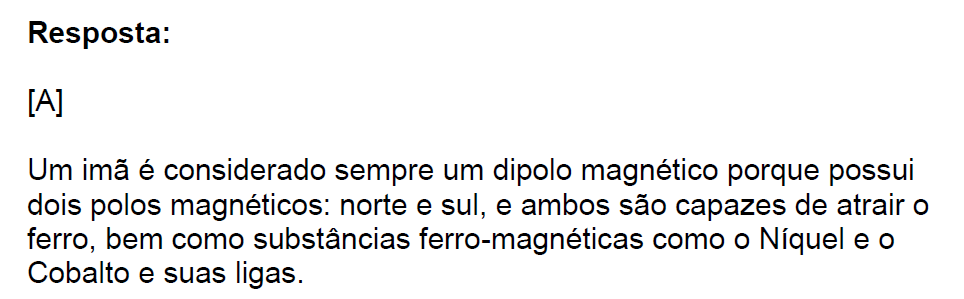 Resposta:
[A]
Um imã é considerado sempre um dipolo magnético porque possui
dois polos magnéticos: norte e sul, e ambos são capazes de atrair o
ferro, bem como substâncias ferro-magnéticas como o Níquel e o
Cobalto e suas ligas.